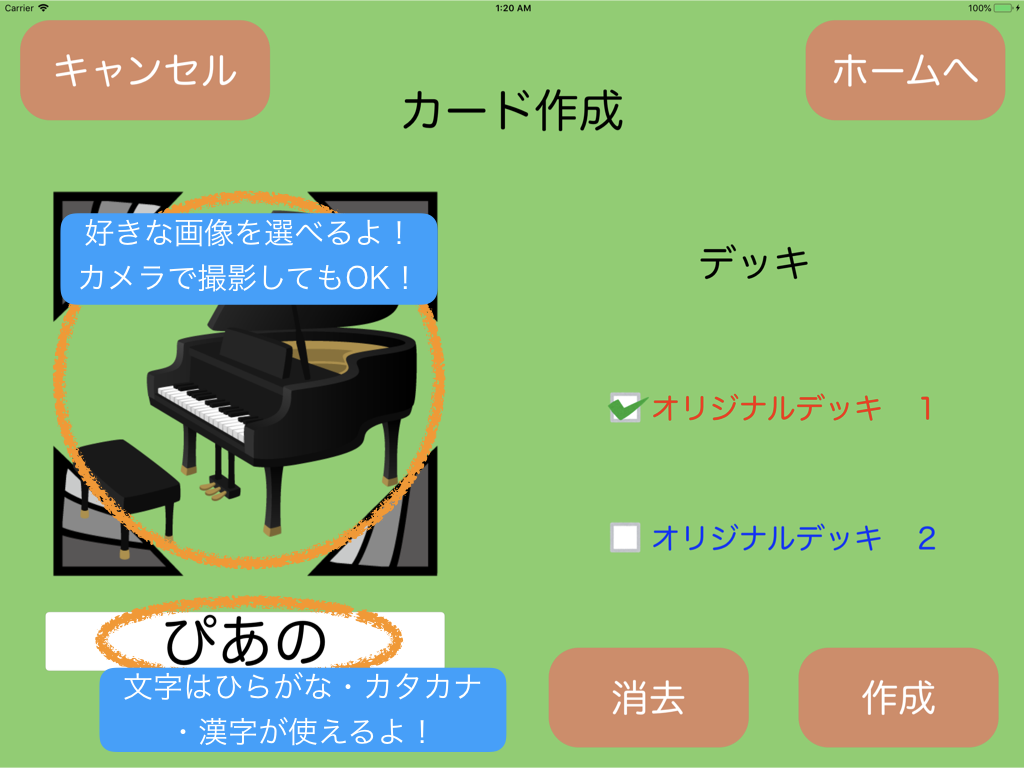 Carrier 1:20 AM 100%
キャンセル
ホームへ
カード作成
好きな画像を選べるよ！
カメラで撮影してもOK！
デッキ
オリジナルデッキ　1
オリジナルデッキ　2
ぴあの
文字はひらがな・カタカナ
・漢字が使えるよ！
消去
作成